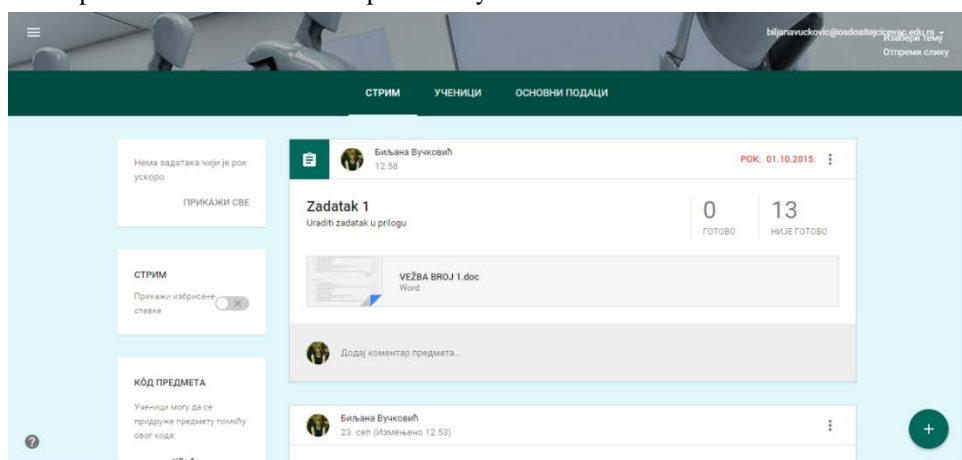 biljanavuckovic@osdositejcicevac.edu.rs
Изабери тему
Отпреми слику
СТРИМ УЧЕНИЦИ ОСНОВНИ ПОДАЦИ
Нема задатака чији је рок
ускоро
ПРИКАЖИ СВЕ
СТРИМ
Прикажи избрисане
ставке
КÔД ПРЕДМЕТА
Ученици могу да се
придруже предмету помоћу
овог кода:
Биљана Вучковић
12.58
РОК: 01.10.2015.
Zadatak 1
Uraditi zadatak u prilogu
0
ГОТОВО
13
НИЈЕ ГОТОВО
VEŽBA BROJ 1.doc
Word
Додај коментар предмета...
Биљана Вучковић
23. сеп (Измењено 12.53)